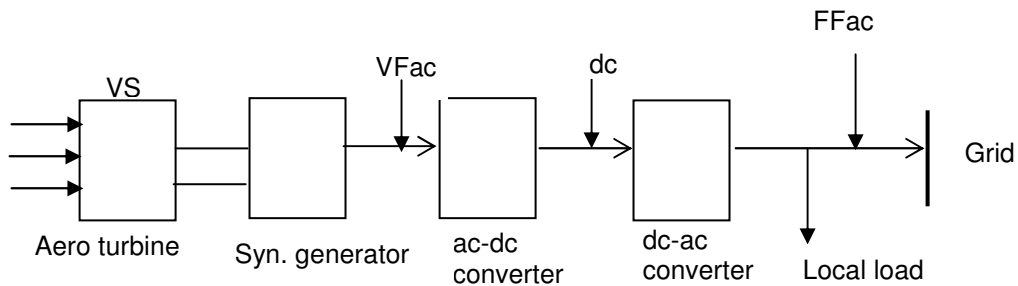 FFac
VS
VFac
dc
Grid
Aero turbine
Syn. generator
ac-dc
converter
dc-ac
converter
Local load